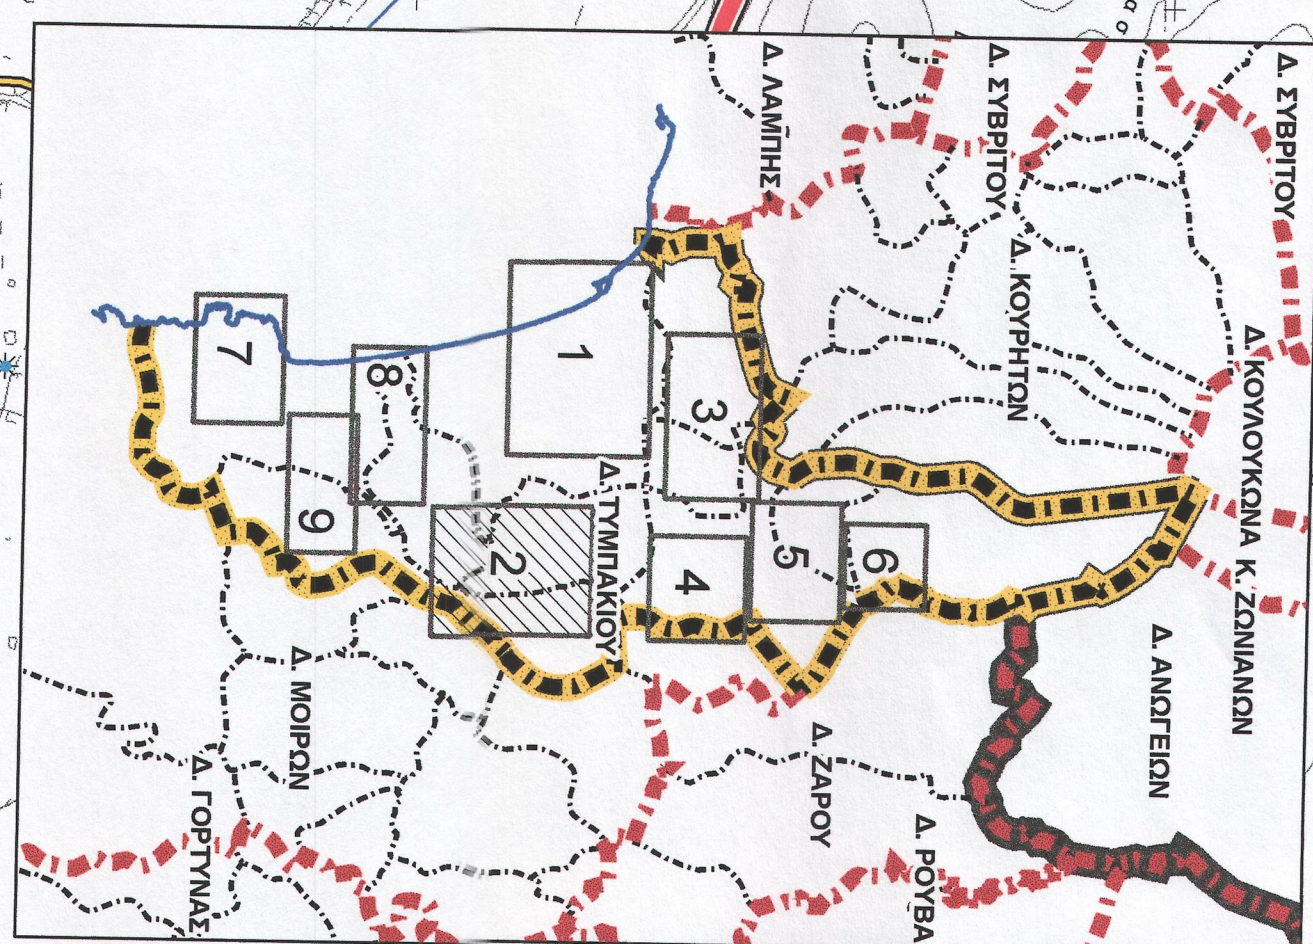 Δ. ΣΥΒΡΙΤΟΥ
Δ. ΚΟΥΛΟΥΚΩΝΑ Κ. ΖΩΝΙΑΝΩΝ
Δ. ΑΝΩΓΕΙΩΝ
Δ. ΣΥΒΡΙΤΟΥ
Δ. ΚΟΥΡΗΤΩΝ
Δ. ΡΟΥΒΑ
6
Δ. ΖΑΡΟΥ
5
Δ. ΛΑΜΠΗΣ
3
4
Δ. ΤΥΜΠΑΚΙΟΥ
1
2
8
9
Δ. ΜΟΙΡΩΝ
7
Δ. ΓΟΡΤΥΝΑΣ